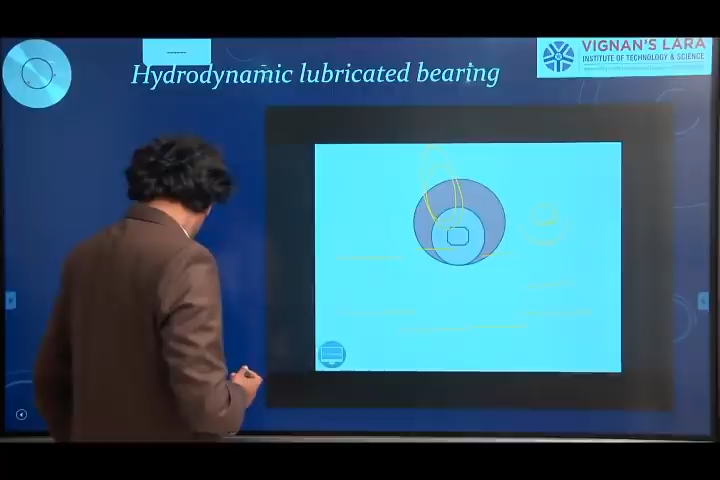 VIGNAN'S LARA
INSTITUTE OF TECHNOLOGY & SCIENCE
Hydrodynamic lubricated bearing